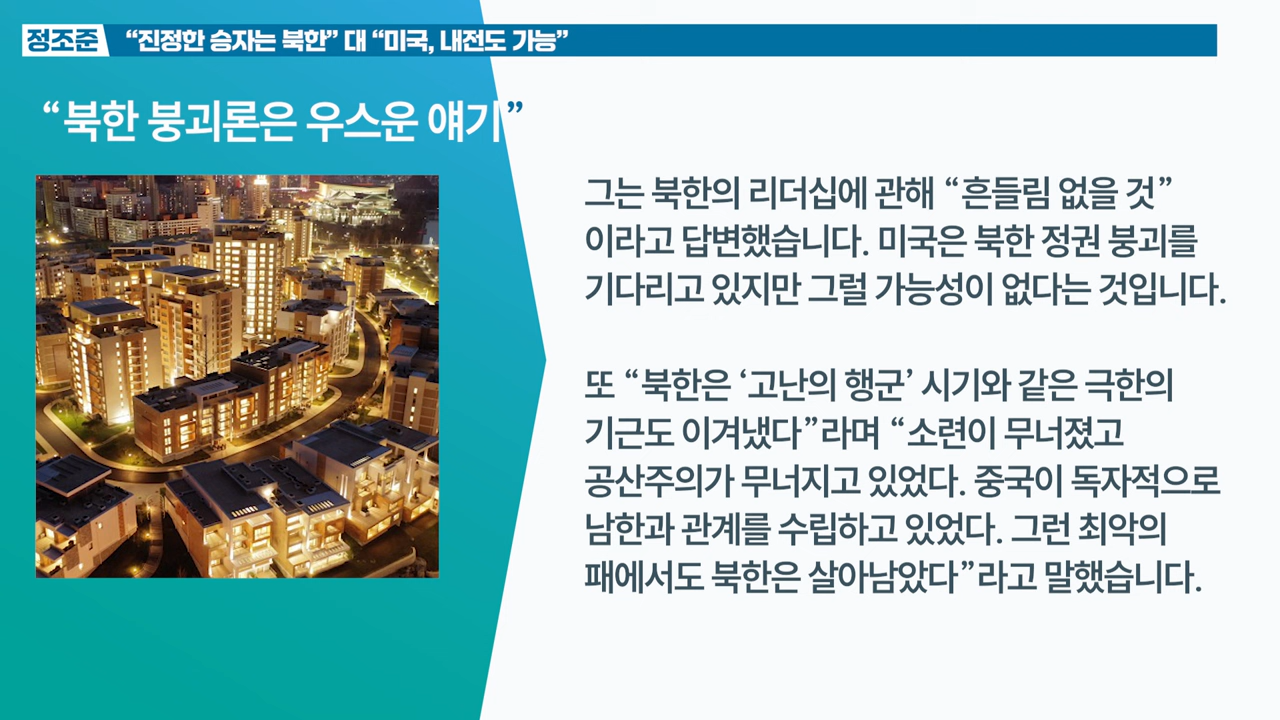 정조준 “진정한 승자는 북한” 대 “미국, 내전도 가능”
“북한 붕괴론은 우스운 얘기”
그는 북한의 리더십에 관해 “흔들림 없을 것”
이라고 답변했습니다. 미국은 북한 정권 붕괴를
기다리고 있지만 그럴 가능성이 없다는 것입니다.
또 “북한은 ‘고난의 행군’ 시기와 같은 극한의
기근도 이겨냈다”라며 “소련이 무너졌고
공산주의가 무너지고 있었다. 중국이 독자적으로
남한과 관계를 수립하고 있었다. 그런 최악의
패에서도 북한은 살아남았다”라고 말했습니다.